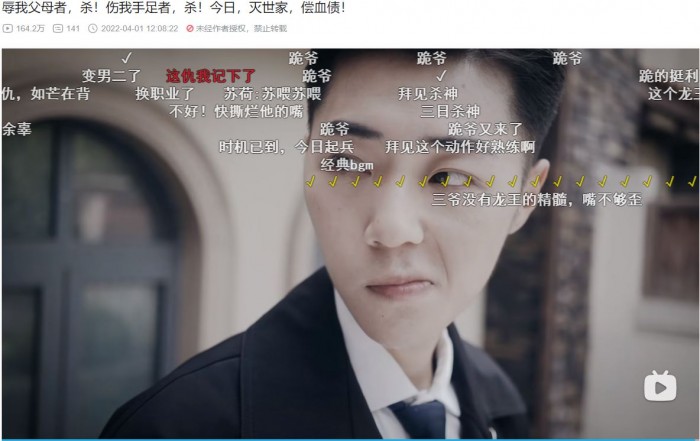 辱我父母者，杀！伤我手足者，杀！今日，灭世家，偿血债！
164.2万 141 2022-04-01 12:08:22 未经作者授权，禁止转载
√ 跪爷 跪爷 跪爷
变男二了 这仇我记下了 跪爷 √ 跪的挺利
仇，如芒在背 换职业了 苏荷:苏喂苏喂 拜见杀神 这个龙王
不好！快撕烂他的嘴 三日杀神
余辜 跪爷 跪爷又来了
时机已到，今日起兵 拜见这个动作好熟练啊
经典bgm
√ √ √ √ √ √ √ √ √ √ √ √ √ √ √ √ √ √
三爷没有龙王的精髓，嘴不够歪